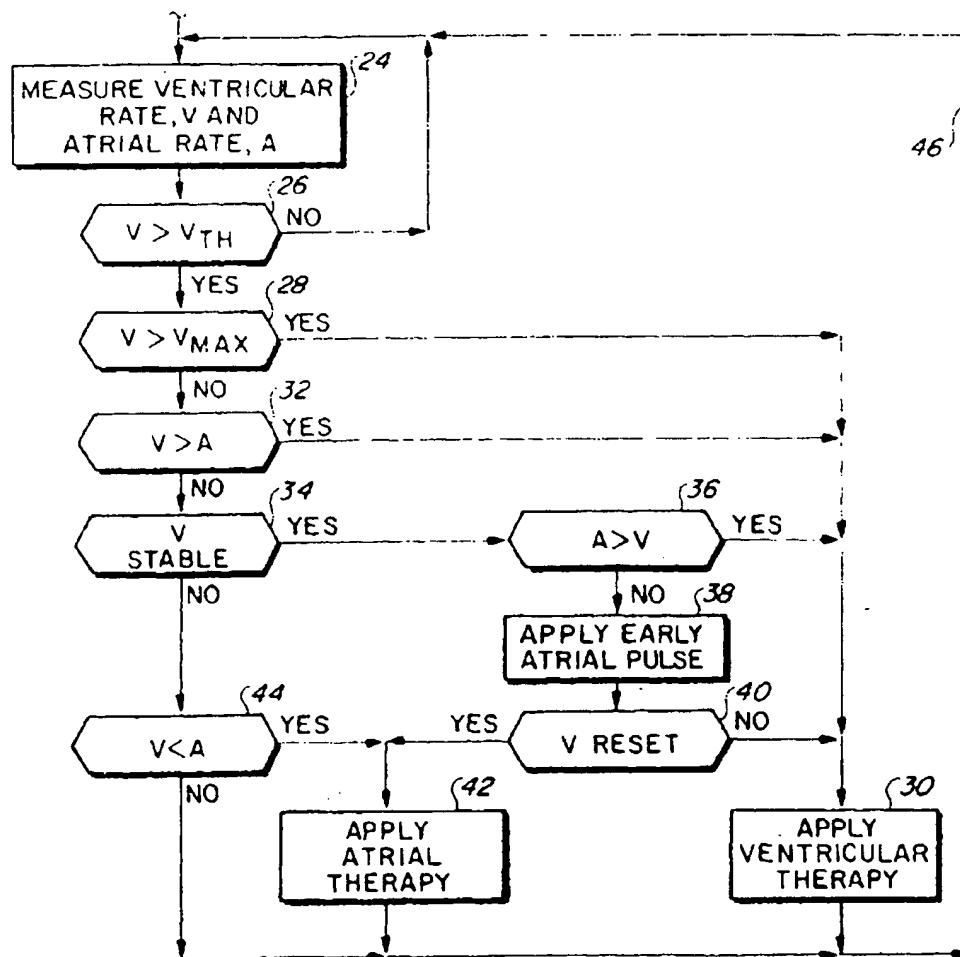 24
MEASURE VENTRICULAR
RATE, V AND
ATRIAL RATE, A
46
26
V > VTH
NO
YES
28
V > VMAX
YES
NO
32
V > A
YES
NO
34
V
STABLE
YES
NO
36
A>V
YES
NO
38
APPLY EARLY
ATRIAL PULSE
40
V RESET
YES
NO
44
V<A
YES
NO
42
APPLY
ATRIAL
THERAPY
30
APPLY
VENTRICULAR
THERAPY